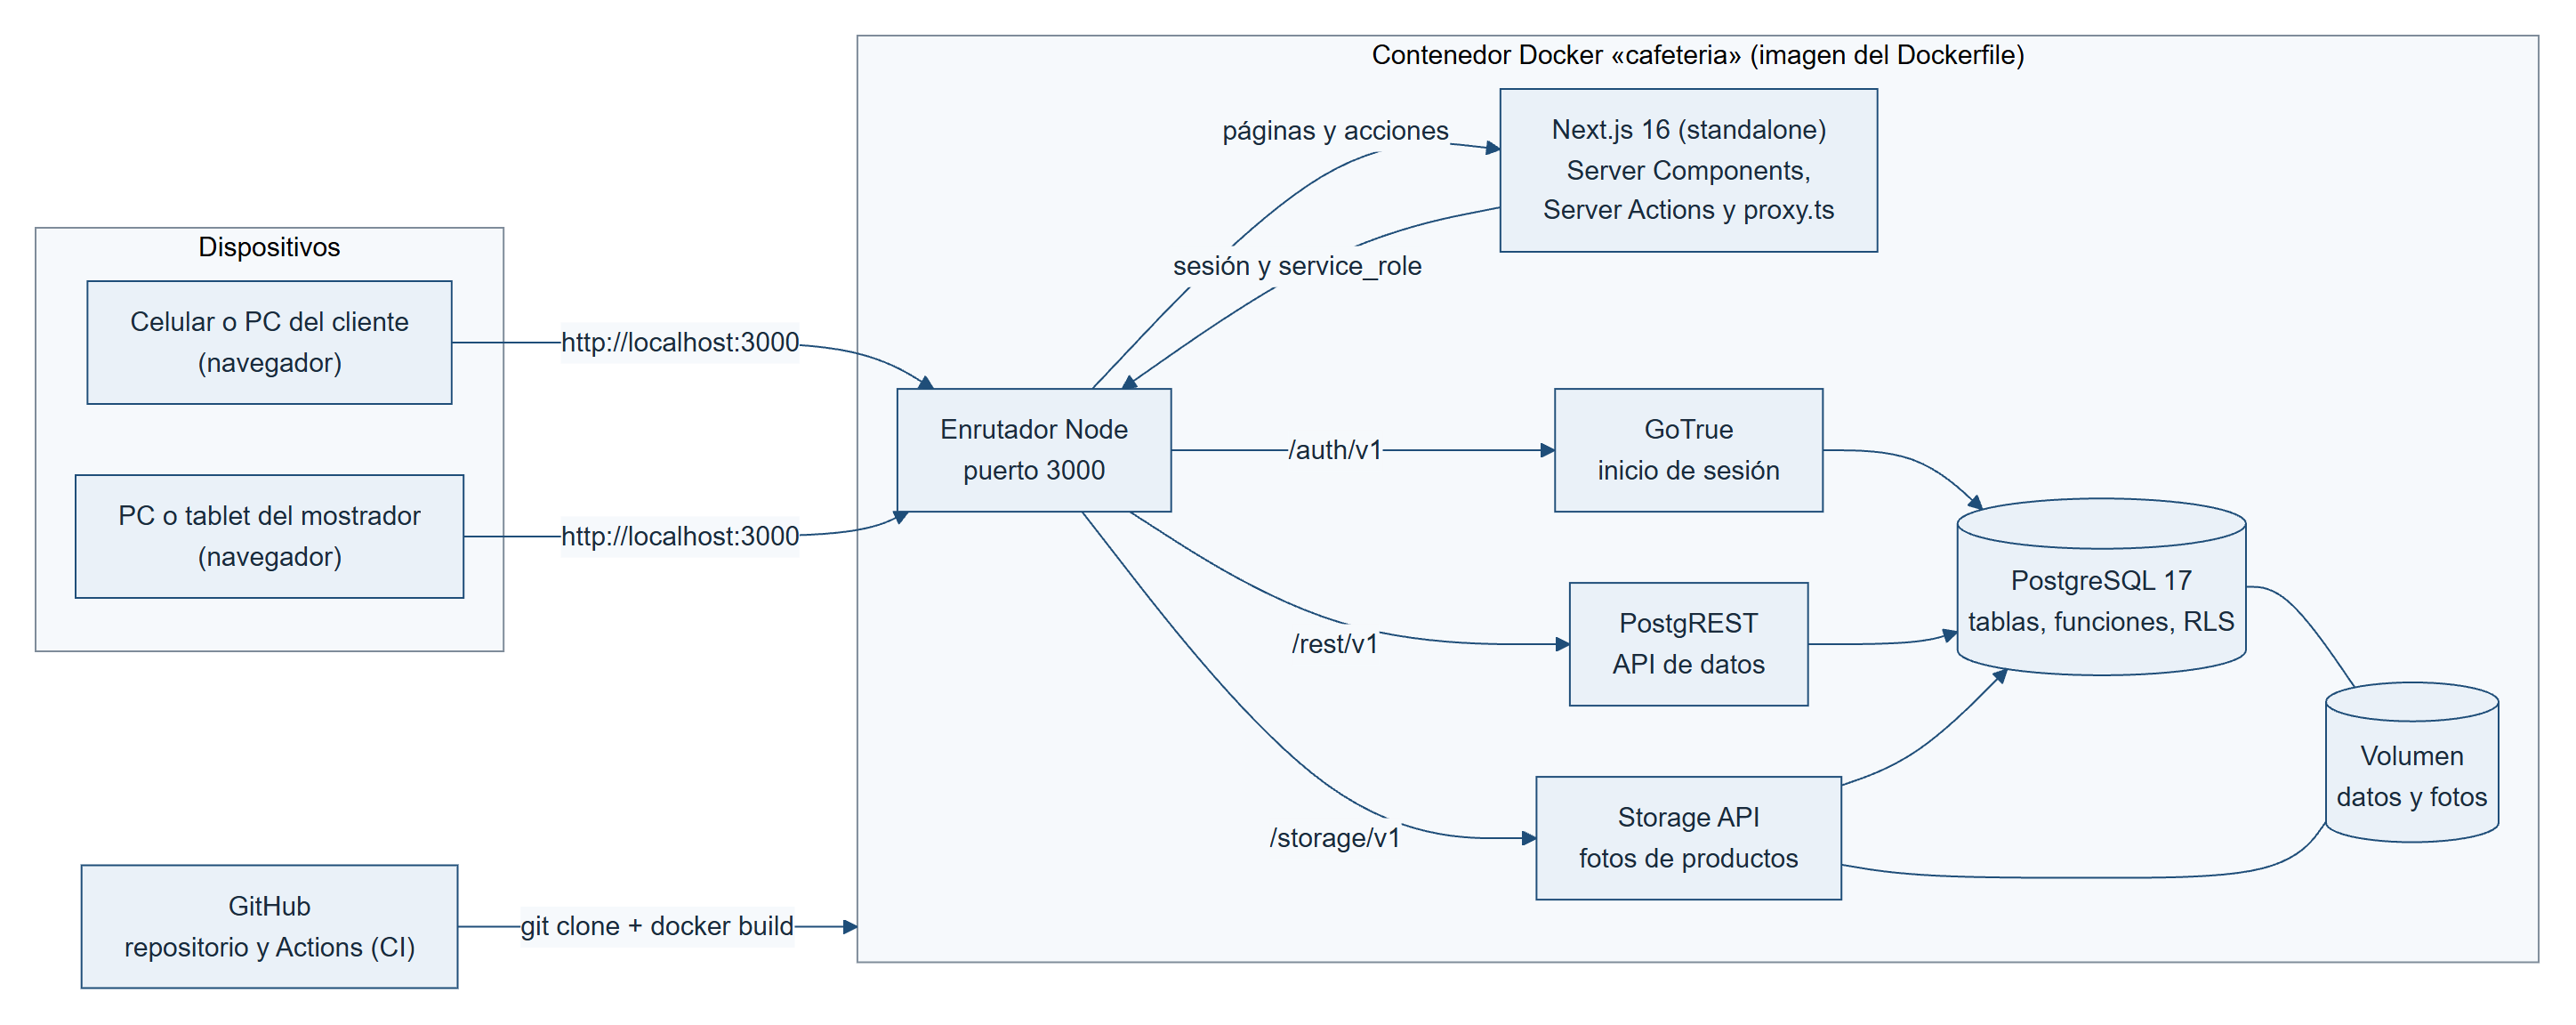 Contenedor Docker «cafeteria» (imagen del Dockerfile)
páginas y acciones
Next.js 16 (standalone)
Server Components,
Server Actions y proxy.ts
sesión y service_role
Dispositivos
Celular o PC del cliente
(navegador)
http://localhost:3000
PC o tablet del mostrador
(navegador)
http://localhost:3000
Enrutador Node
puerto 3000
/auth/v1
GoTrue
inicio de sesión
/rest/v1
PostgREST
API de datos
PostgreSQL 17
tablas, funciones, RLS
/storage/v1
Storage API
fotos de productos
Volumen
datos y fotos
GitHub
repositorio y Actions (CI)
git clone + docker build